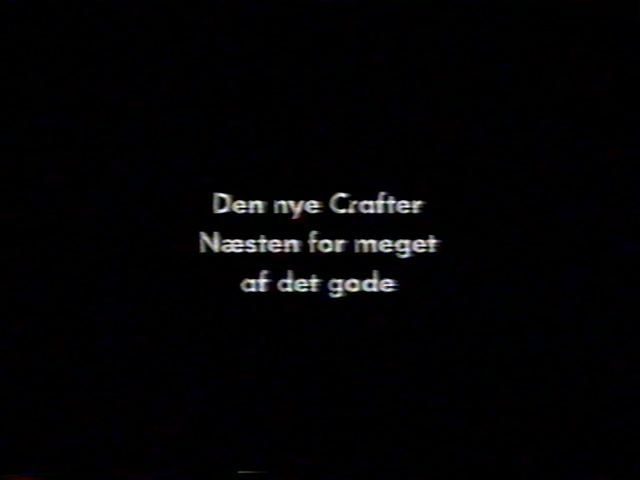 Den nye Crafter
Næsten for meget
af det gode